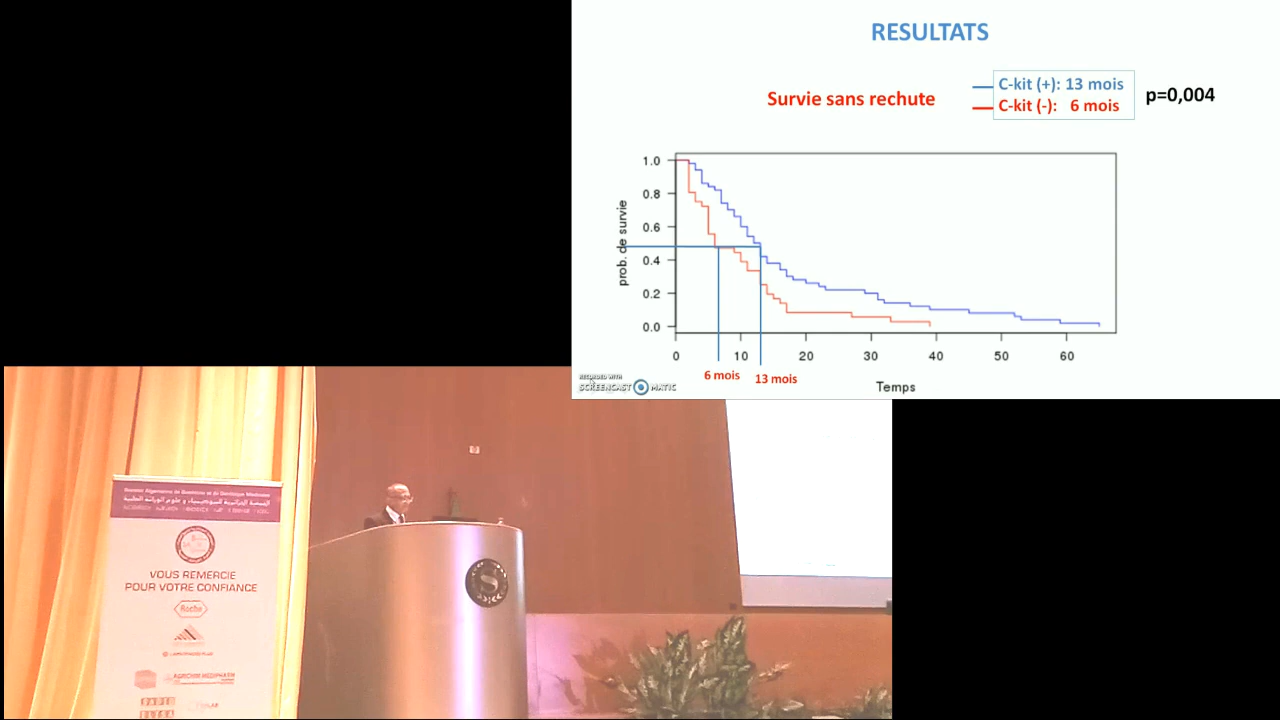 RESULTATS
Survie sans rechute
C-kit (+): 13 mois
C-kit (-): 6 mois
p=0,004
prob. de survie
1.0
0.8
0.6
0.4
0.2
0.0
0 10 20 30 40 50 60
6 mois
13 mois
Temps
RECORDED WITH
SCREENCAST MATIC
VOUS REMERCIE
POUR VOTRE CONFIANCE
Roche
S